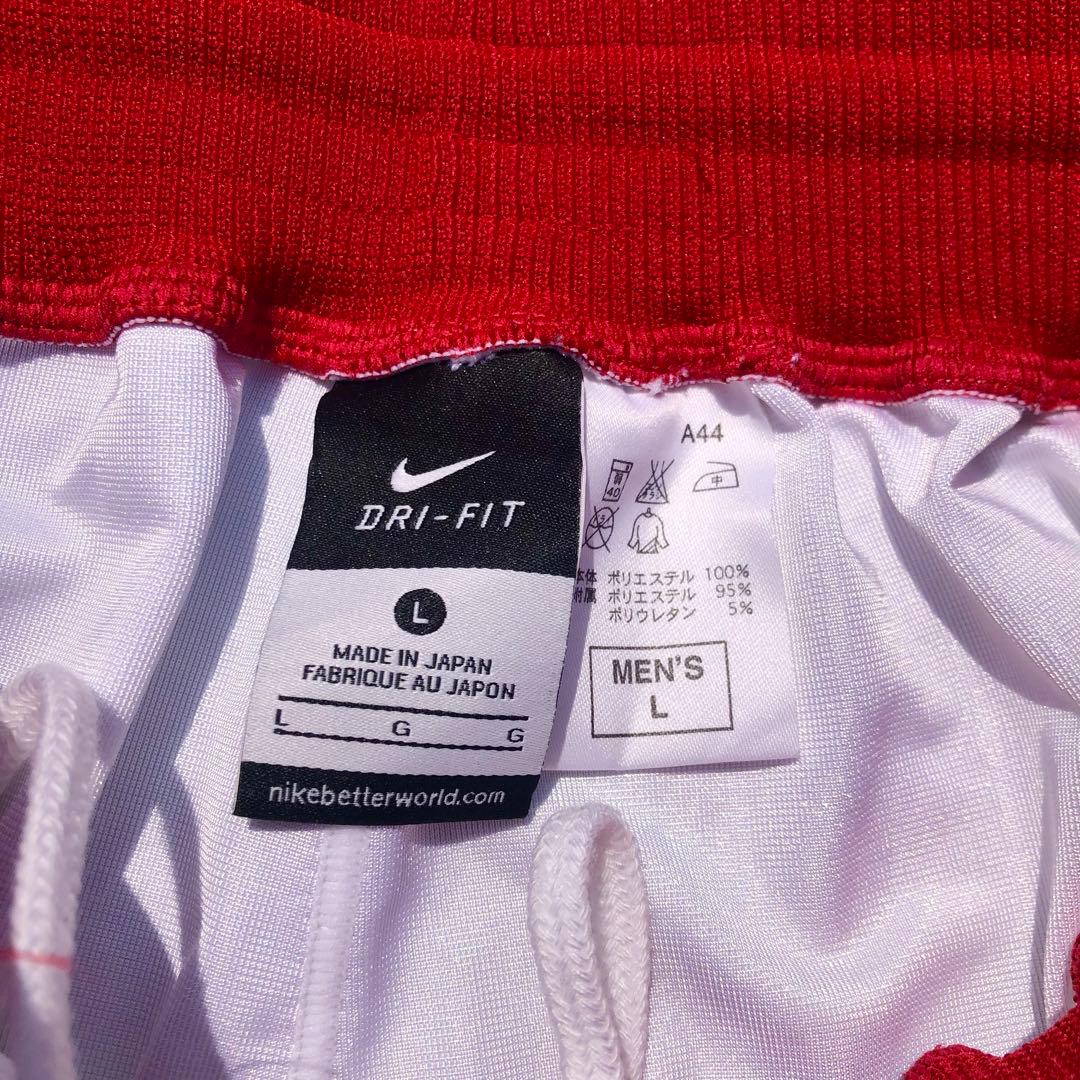 DRI-FIT
L
MADE IN JAPAN
FABRIQUE AU JAPON
L G G
nikebetterworld.com
A44
40
中
本体 ポリエステル 100%
付属 ポリエステル 95%
ポリウレタン 5%
MEN'S
L